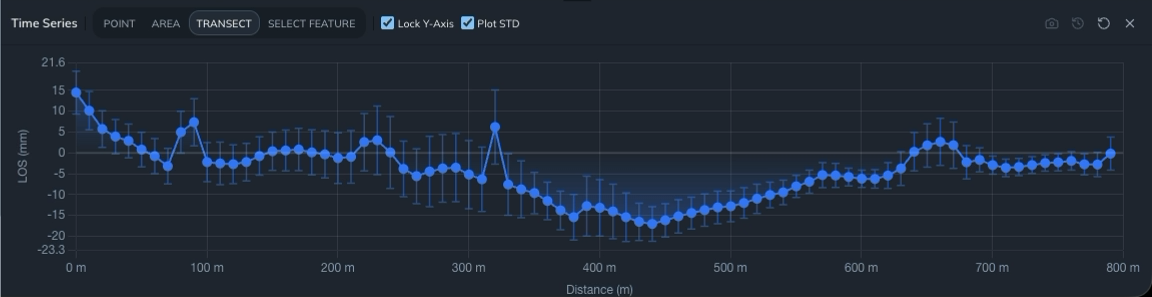 Time Series POINT AREA TRANSECT SELECT FEATURE Lock Y-Axis Plot STD
21.6
15
10
5
0
-5
-10
-15
-20
-23.3
LOS (mm)
0 m 100 m 200 m 300 m 400 m 500 m 600 m 700 m 800 m
Distance (m)